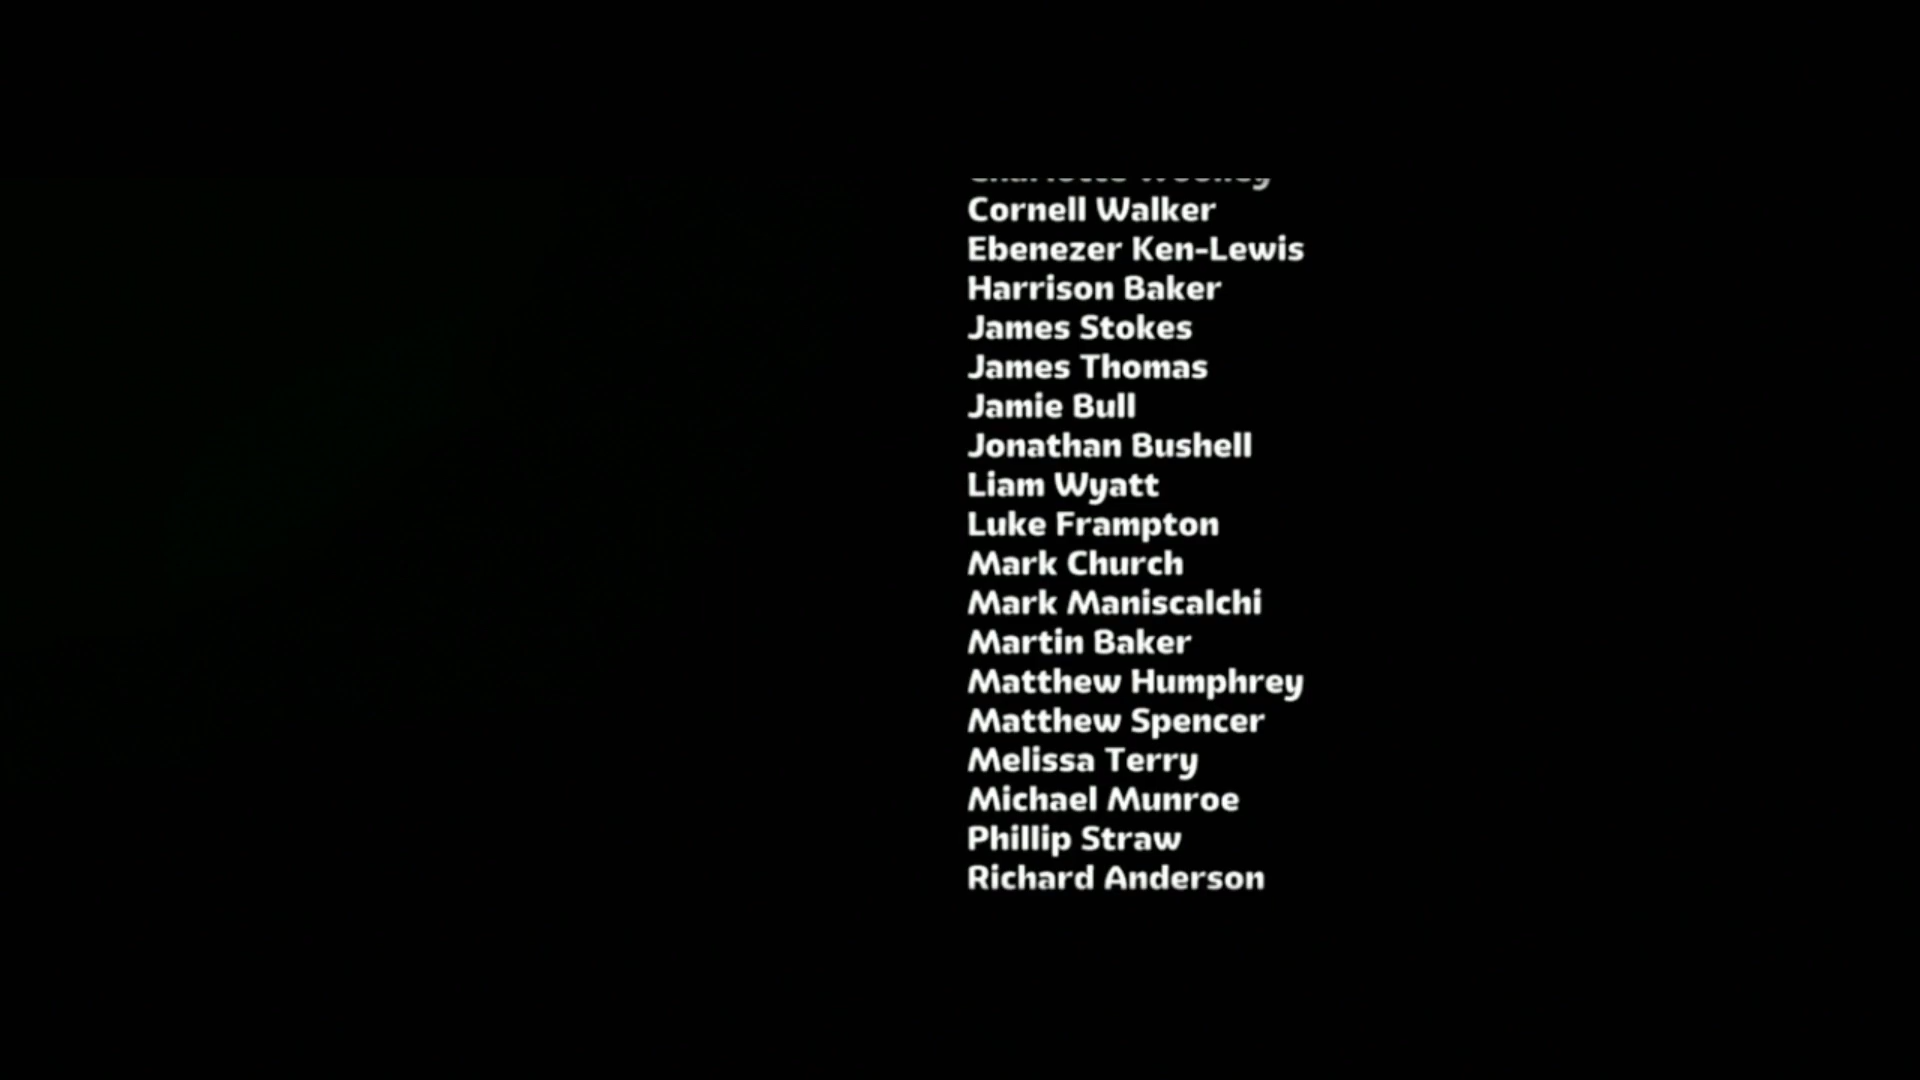 Cornell Walker
Ebenezer Ken-Lewis
Harrison Baker
James Stokes
James Thomas
Jamie Bull
Jonathan Bushell
Liam Wyatt
Luke Frampton
Mark Church
Mark Maniscalchi
Martin Baker
Matthew Humphrey
Matthew Spencer
Melissa Terry
Michael Munroe
Phillip Straw
Richard Anderson